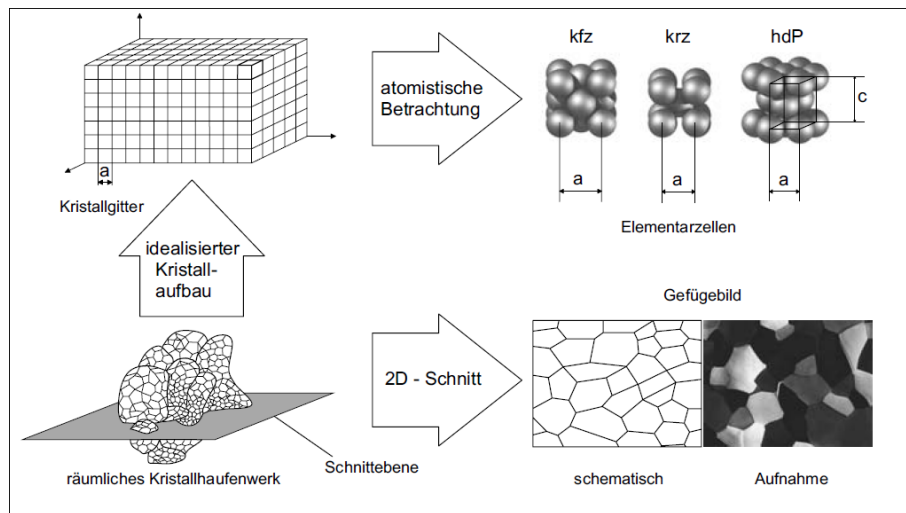 kfz
krz
hdP
atomistische
Betrachtung
c
a
a
a
a
Kristallgitter
Elementarzellen
idealisierter
Kristall-
aufbau
Gefügebild
2D - Schnitt
Schnittebene
räumliches Kristallhaufenwerk
schematisch
Aufnahme